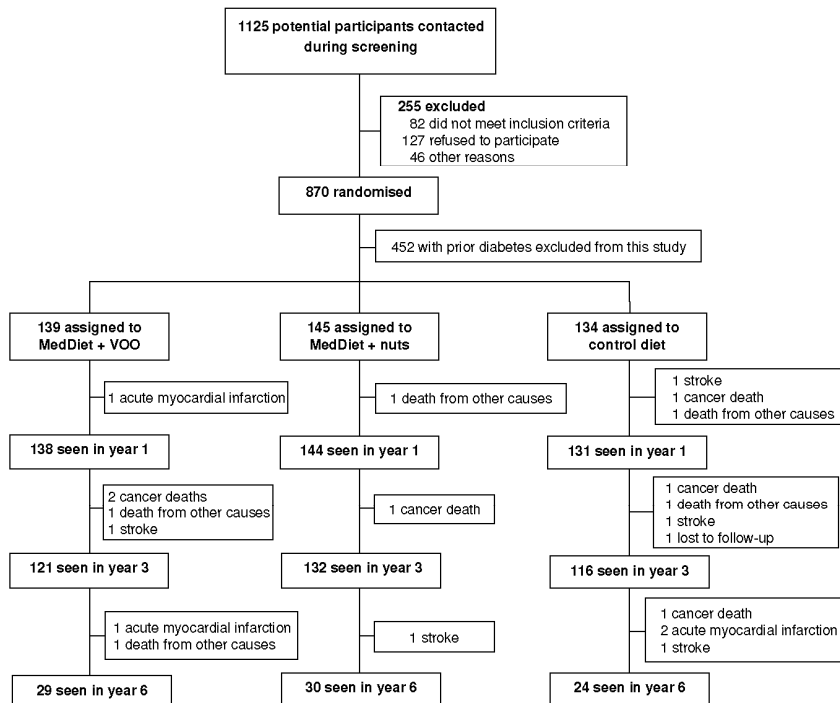 1125 potential participants contacted
during screening
255 excluded
82 did not meet inclusion criteria
127 refused to participate
46 other reasons
870 randomised
452 with prior diabetes excluded from this study
139 assigned to
MedDiet + VOO
145 assigned to
MedDiet + nuts
134 assigned to
control diet
1 acute myocardial infarction
1 death from other causes
1 stroke
1 cancer death
1 death from other causes
138 seen in year 1
144 seen in year 1
131 seen in year 1
2 cancer deaths
1 death from other causes
1 stroke
1 cancer death
1 cancer death
1 death from other causes
1 stroke
1 lost to follow-up
121 seen in year 3
132 seen in year 3
116 seen in year 3
1 acute myocardial infarction
1 death from other causes
1 stroke
1 cancer death
2 acute myocardial infarction
1 stroke
29 seen in year 6
30 seen in year 6
24 seen in year 6